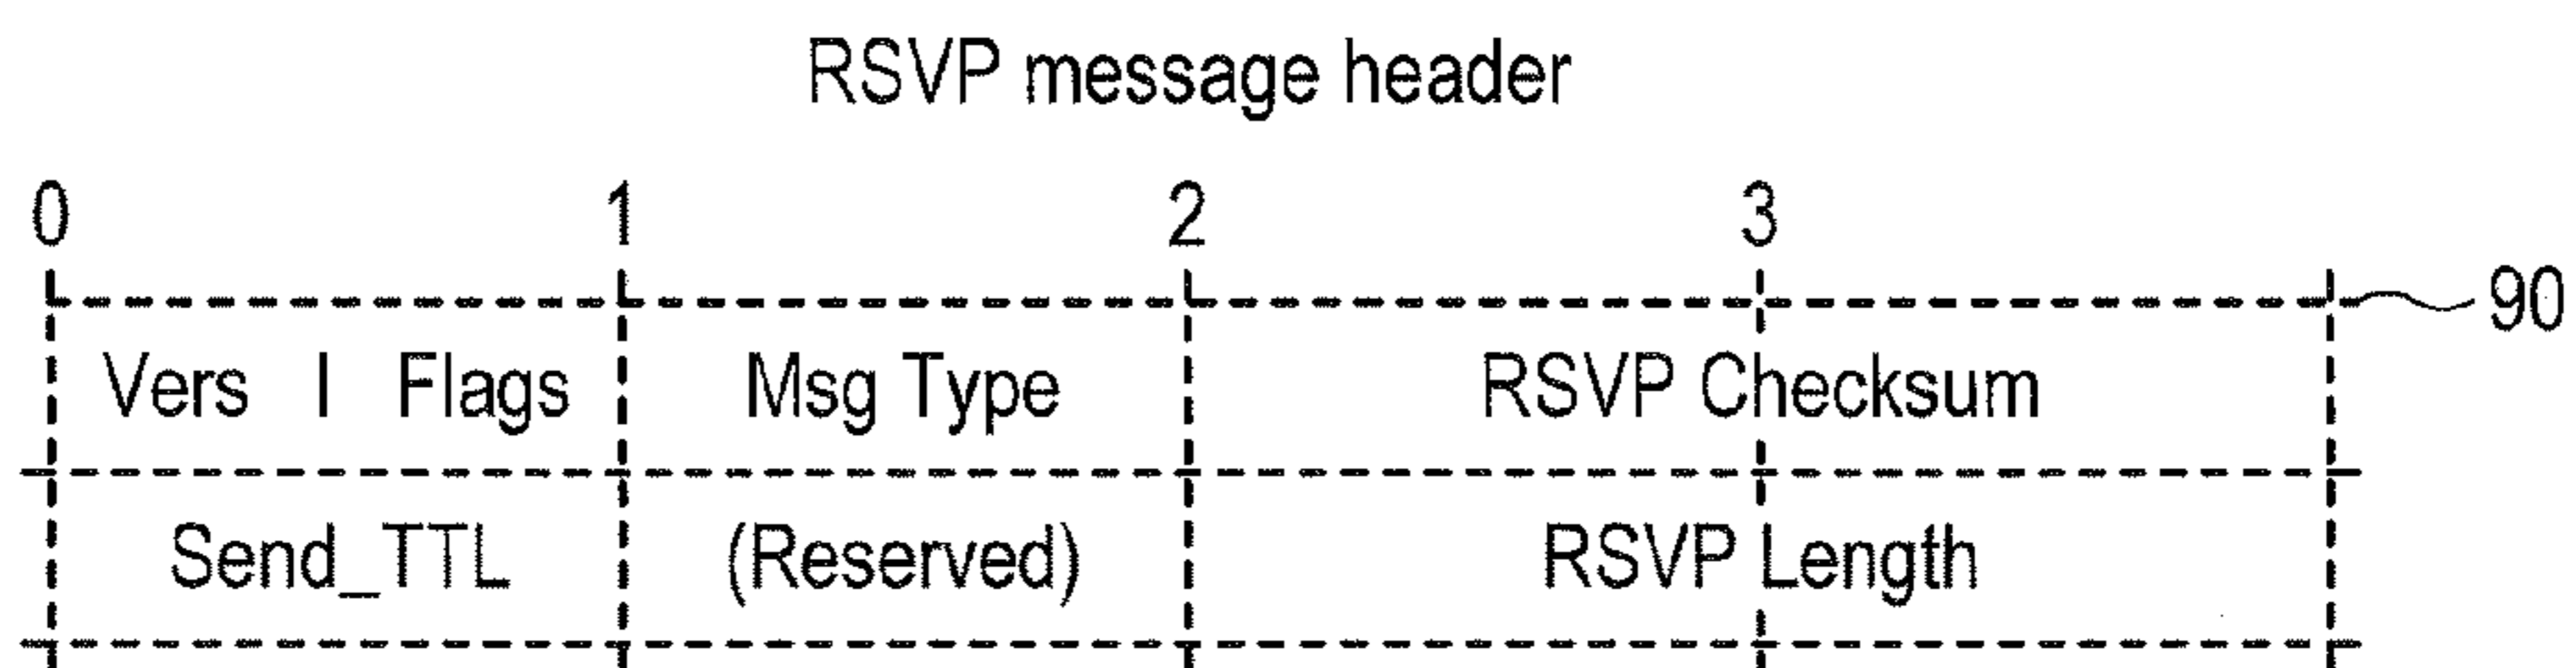 RSVP message header
0 1 2 3
90
Vers I Flags Msg Type RSVP Checksum
Send_TTL (Reserved) RSVP Length